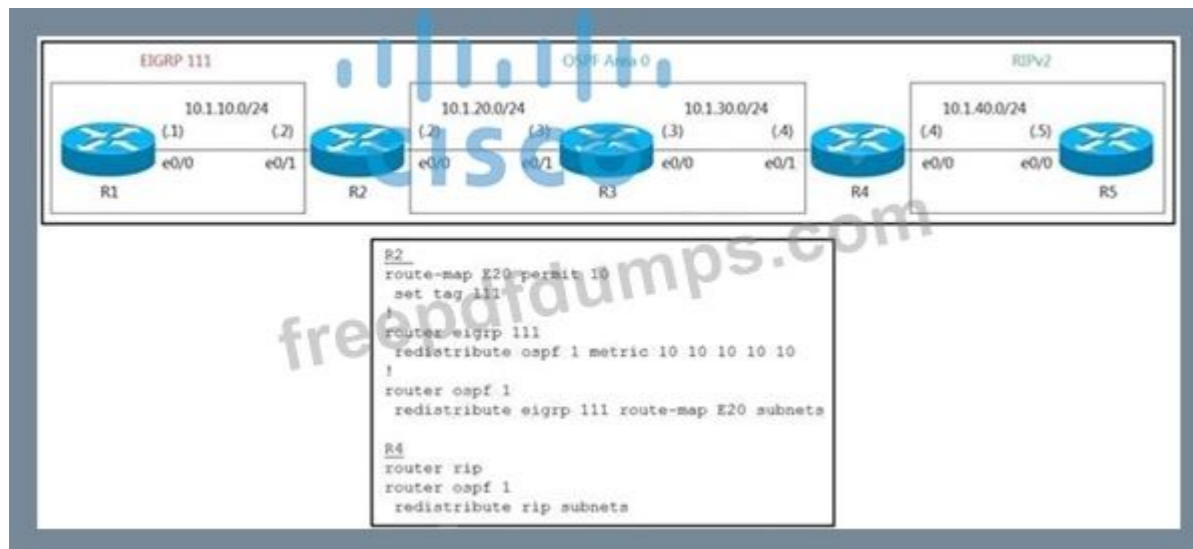 EIGRP 111
OSPF Area 0
RIPv2
10.1.10.0/24
10.1.20.0/24
10.1.30.0/24
10.1.40.0/24
(.1) (.2) (.2) (.3) (.3) (.4) (.4) (.5)
e0/0 e0/1 e0/0 e0/1 e0/0 e0/1 e0/0 e0/0
R1 R2 R3 R4 R5
CISCO
R2
route-map E20 permit 10
set tag 111
!
router eigrp 111
redistribute ospf 1 metric 10 10 10 10 10
!
router ospf 1
redistribute eigrp 111 route-map E20 subnets
R4
router rip
router ospf 1
redistribute rip subnets
freepdfdumps.com